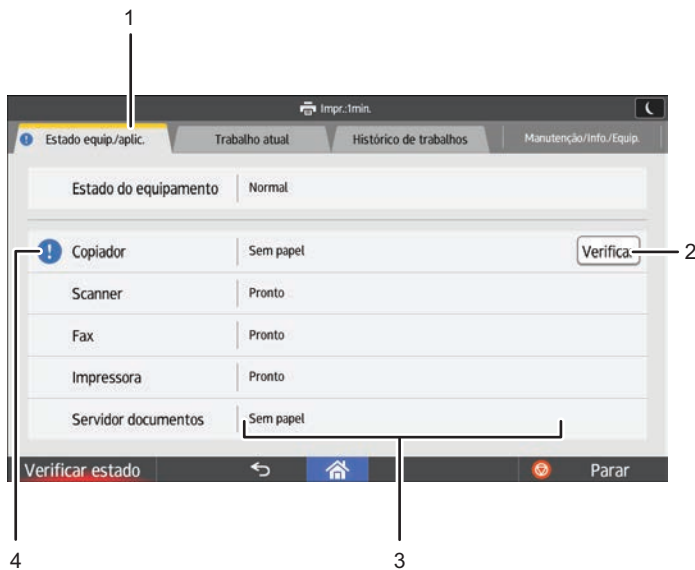 1
Impr.:1min.
Estado equip./aplic. Trabalho atual Histórico de trabalhos Manutenção/Info./Equip.
Estado do equipamento Normal
Copiador Sem papel Verificar 2
Scanner Pronto
Fax Pronto
Impressora Pronto
Servidor documentos Sem papel
Verificar estado Parar
4 3